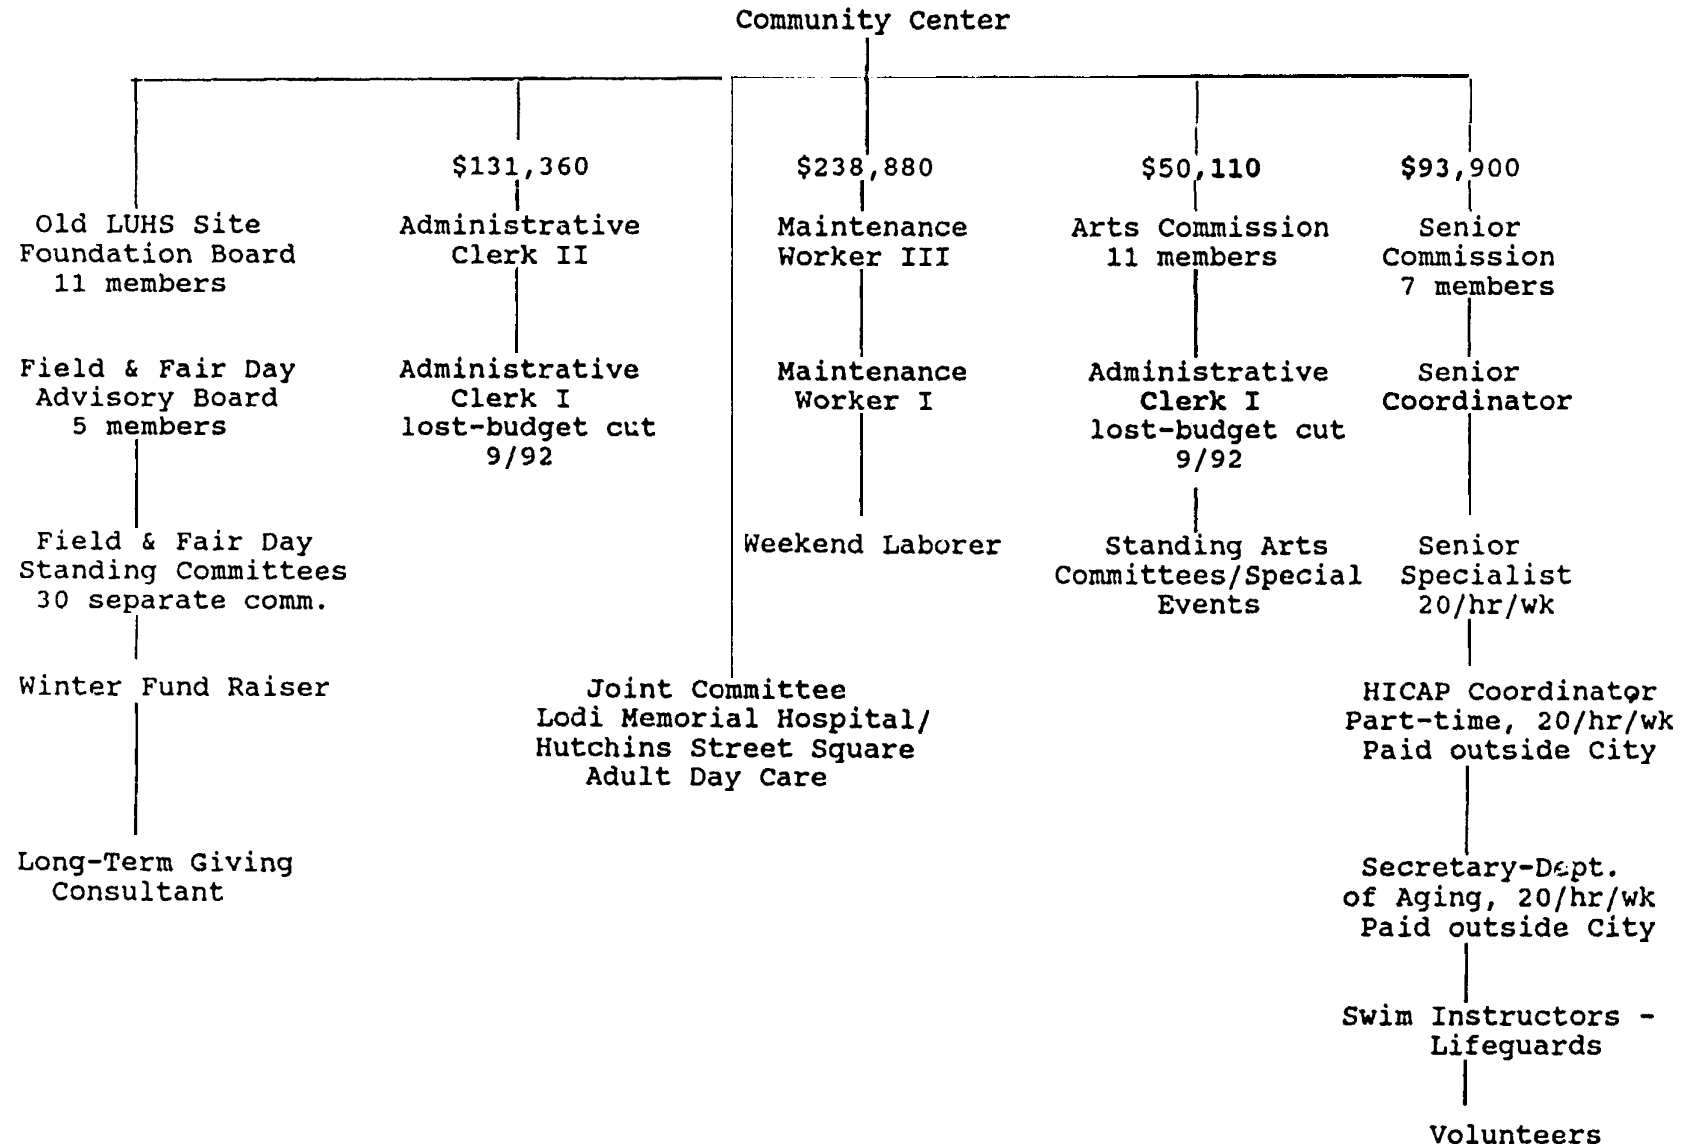 Community Center
$131,360
$238,880
$50,110
$93,900
Old LUHS Site
Foundation Board
11 members
Administrative
Clerk II
Maintenance
Worker III
Arts Commission
11 members
Senior
Commission
7 members
Field & Fair Day
Advisory Board
5 members
Administrative
Clerk I
lost-budget cut
9/92
Maintenance
Worker I
Administrative
Clerk I
lost-budget cut
9/92
Senior
Coordinator
Field & Fair Day
Standing Committees
30 separate comm.
Weekend Laborer
Standing Arts
Committees/Special
Events
Senior
Specialist
20/hr/wk
Winter Fund Raiser
Joint Committee
Lodi Memorial Hospital/
Hutchins Street Square
Adult Day Care
HICAP Coordinator
Part-time, 20/hr/wk
Paid outside City
Long-Term Giving
Consultant
Secretary-Dept.
of Aging, 20/hr/wk
Paid outside City
Swim Instructors -
Lifeguards
Volunteers